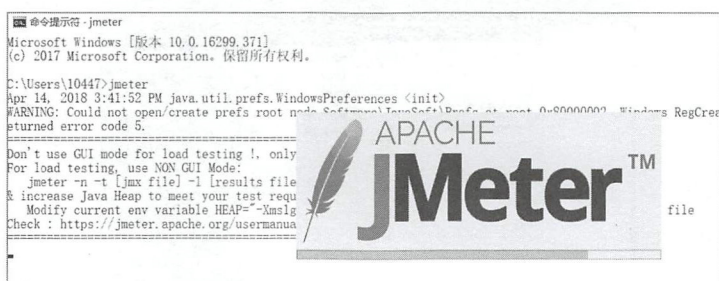 命令提示符 - jmeter
Microsoft Windows [版本 10.0.16299.371]
(c) 2017 Microsoft Corporation。保留所有权利。
C:\Users\10447>jmeter
Apr 14, 2018 3:41:52 PM java.util.prefs.WindowsPreferences <init>
WARNING: Could not open/create prefs root node Software\JavaSoft\Prefs at root 0x80000002. Windows RegCrea
eturned error code 5.
================================================================================
Don't use GUI mode for load testing !, only
For load testing, use NON GUI Mode:
jmeter -n -t [jmx file] -l [results file
& increase Java Heap to meet your test requ
Modify current env variable HEAP="-Xms1g file
Check : https://jmeter.apache.org/usermanua
================================================================================
APACHE
JMeter™